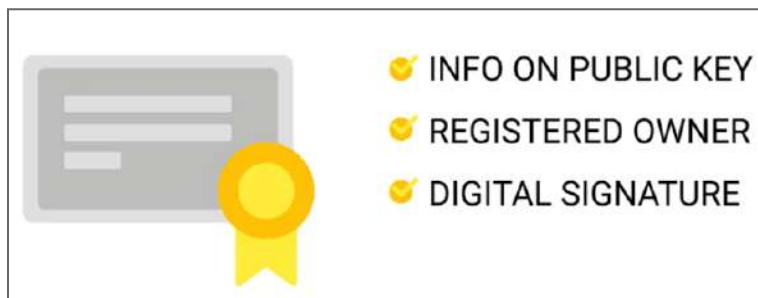 INFO ON PUBLIC KEY
REGISTERED OWNER
DIGITAL SIGNATURE